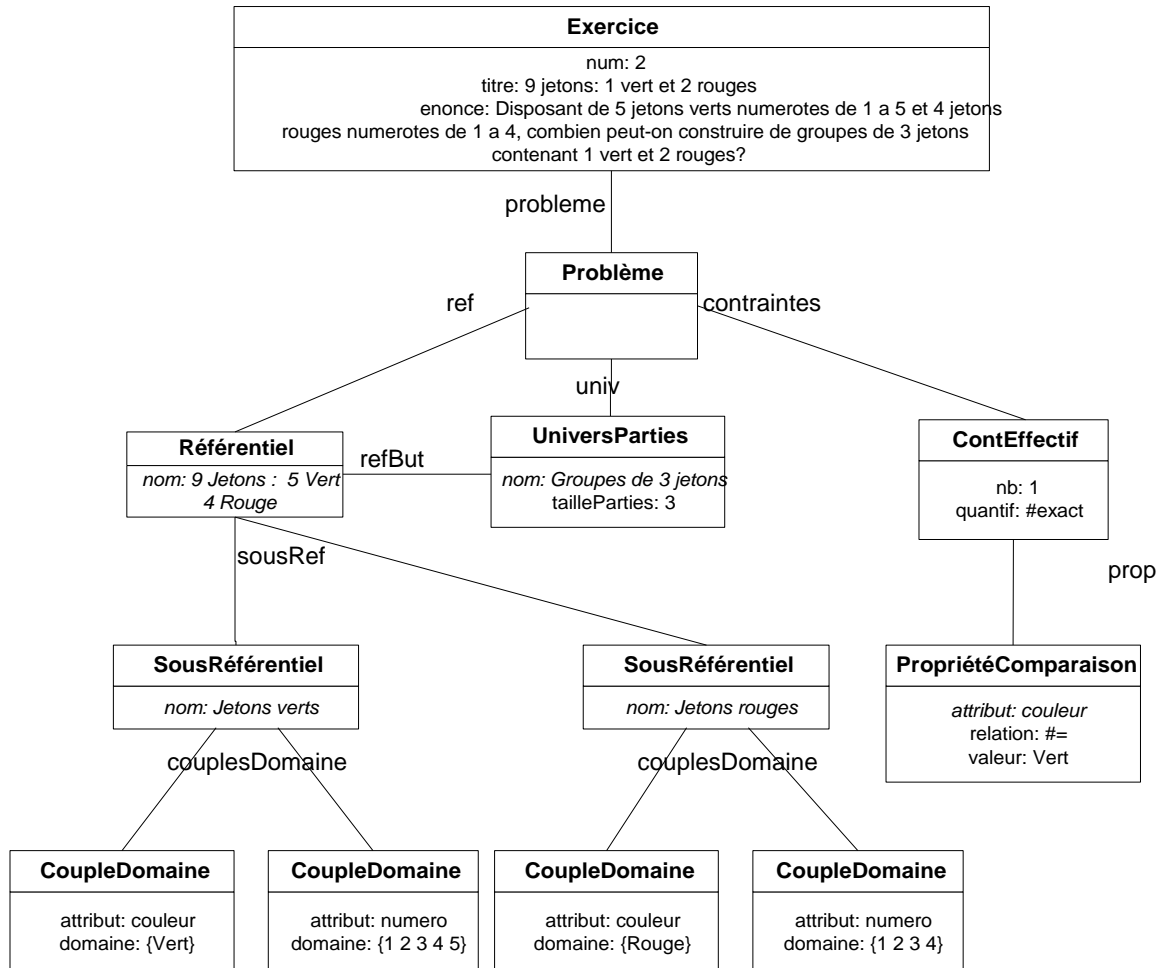 Exercice
num: 2
titre: 9 jetons: 1 vert et 2 rouges
enonce: Disposant de 5 jetons verts numerotes de 1 a 5 et 4 jetons
rouges numerotes de 1 a 4, combien peut-on construire de groupes de 3 jetons
contenant 1 vert et 2 rouges?
probleme
Problème
ref
contraintes
univ
Référentiel
nom: 9 Jetons : 5 Vert
4 Rouge
refBut
UniversParties
nom: Groupes de 3 jetons
tailleParties: 3
ContEffectif
nb: 1
quantif: #exact
sousRef
prop
SousRéférentiel
nom: Jetons verts
SousRéférentiel
nom: Jetons rouges
PropriétéComparaison
attribut: couleur
relation: #=
valeur: Vert
couplesDomaine
couplesDomaine
CoupleDomaine
attribut: couleur
domaine: {Vert}
CoupleDomaine
attribut: numero
domaine: {1 2 3 4 5}
CoupleDomaine
attribut: couleur
domaine: {Rouge}
CoupleDomaine
attribut: numero
domaine: {1 2 3 4}